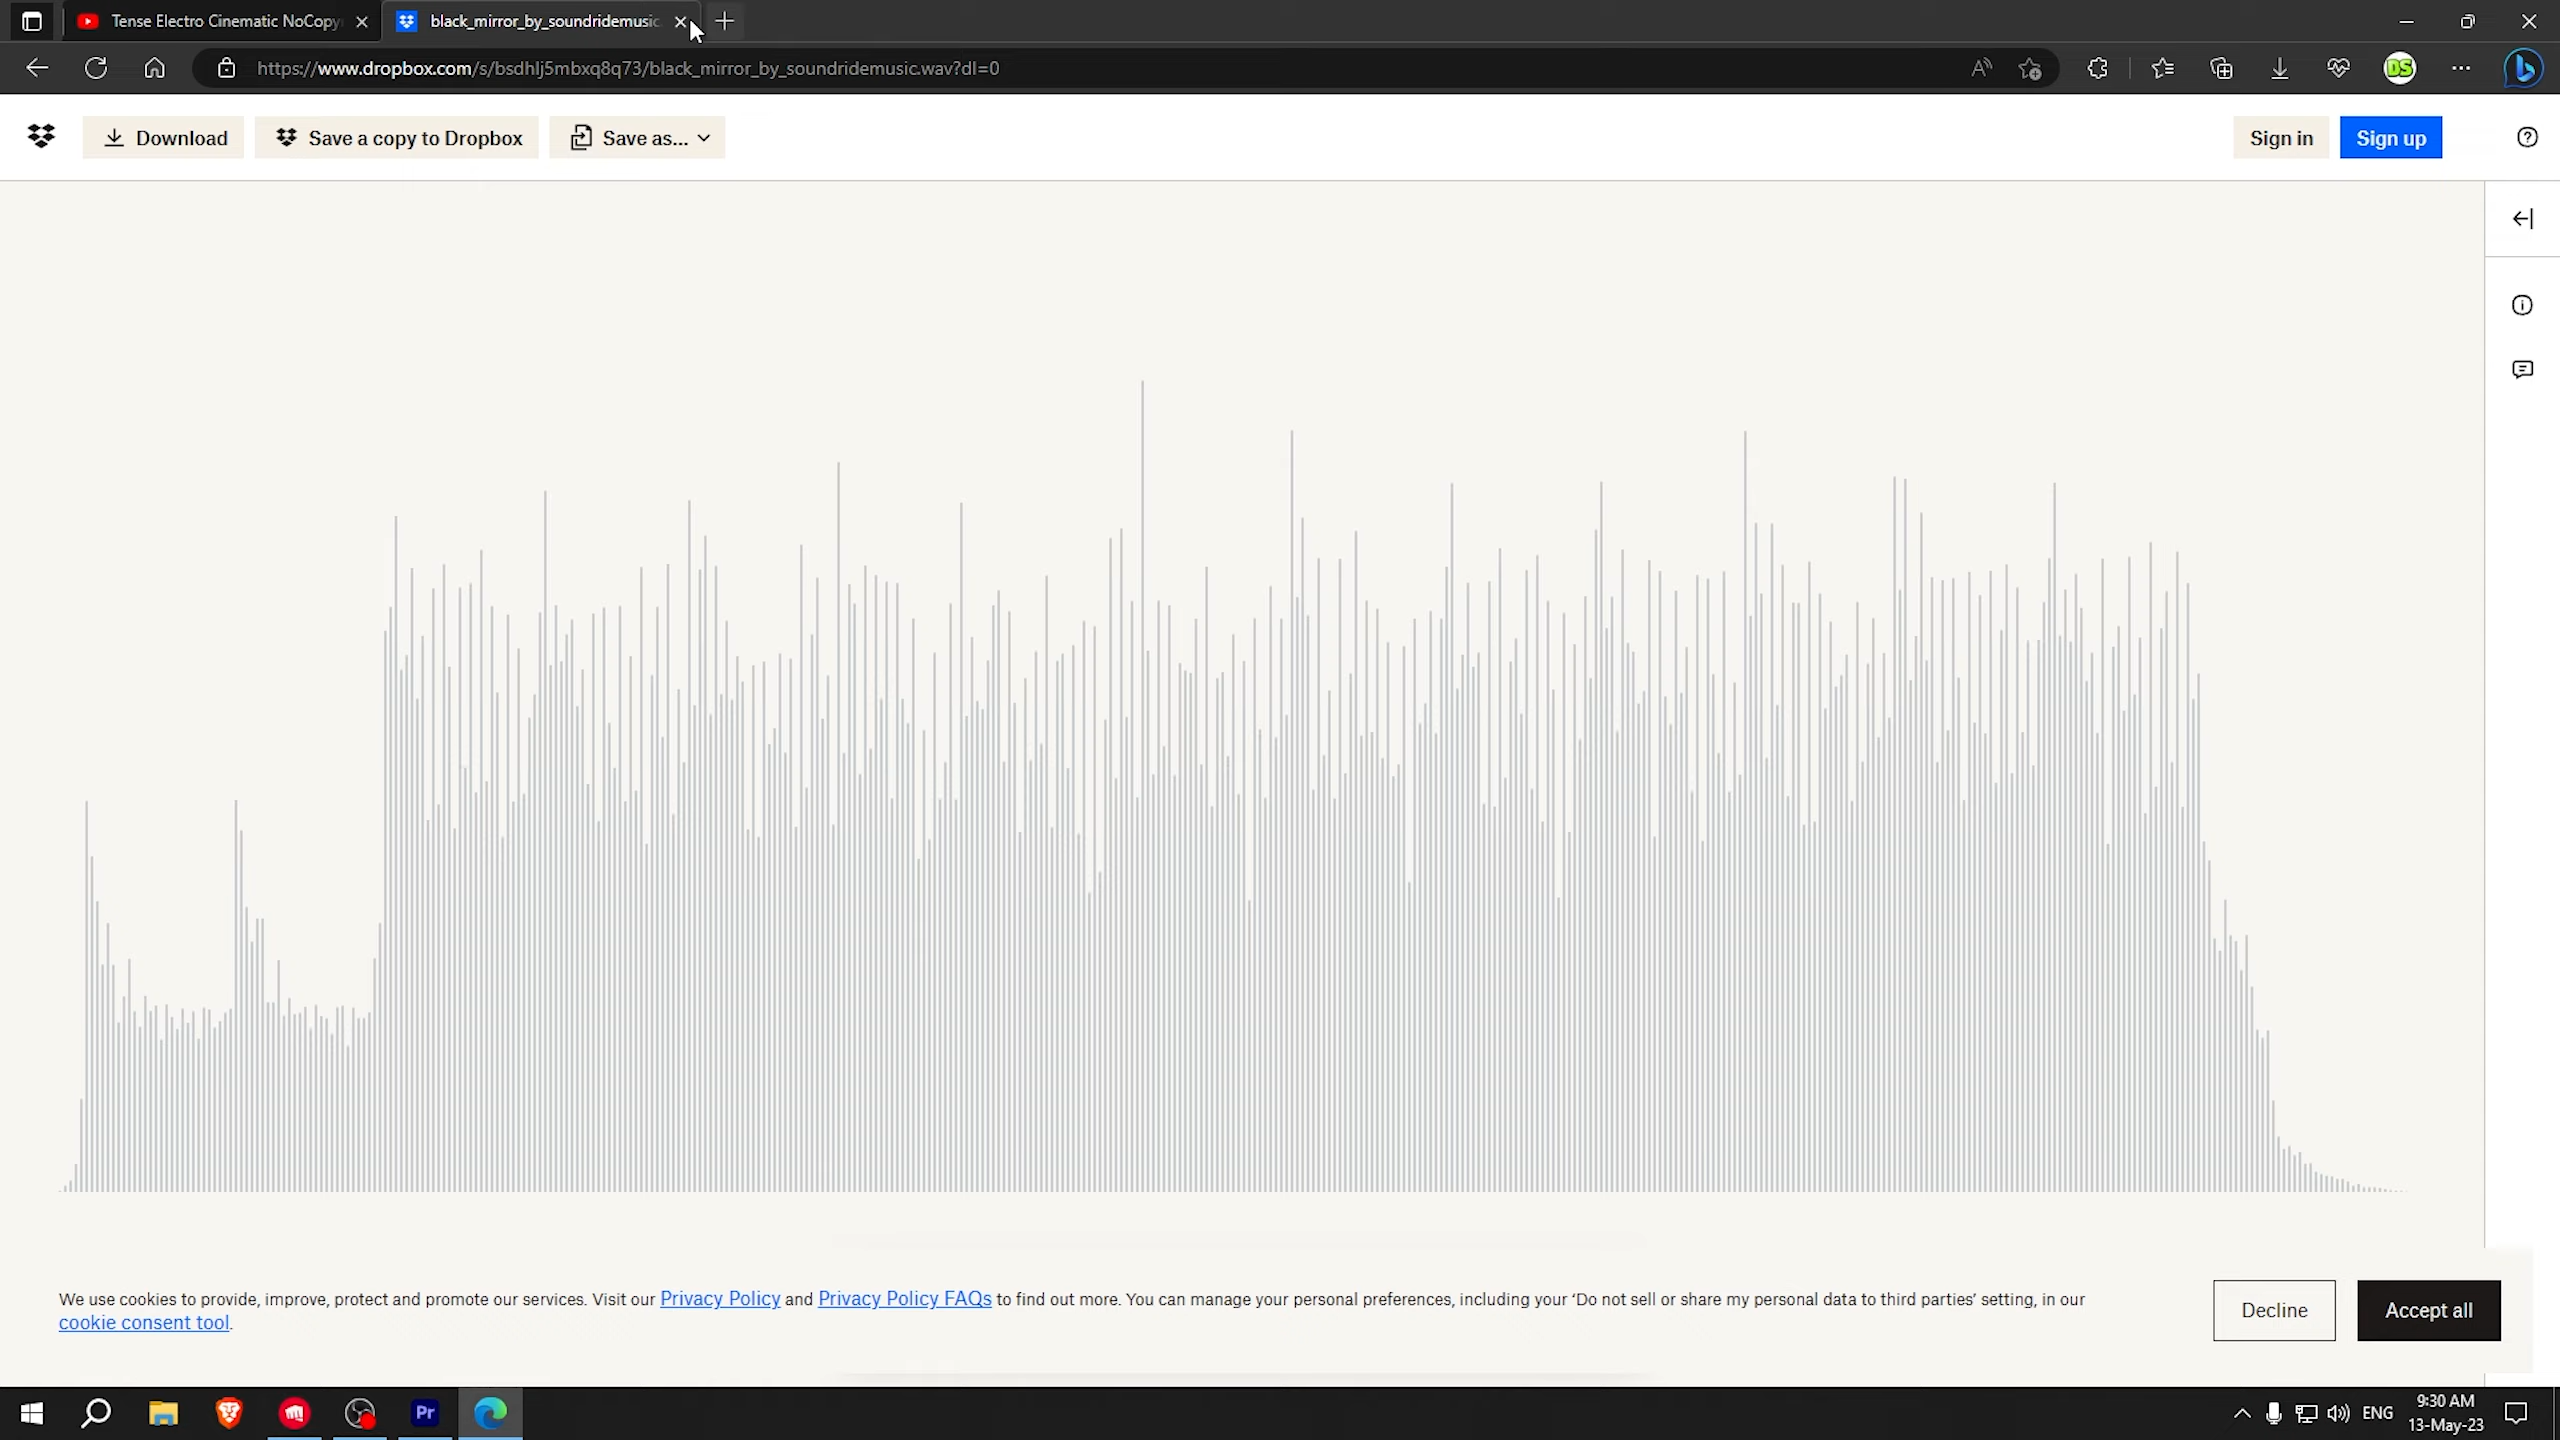 Tense Electro Cinematic NoCopy
black_mirror_by_soundridemusic.
https://www.dropbox.com/s/bsdhlj5mbxq8q73/black_mirror_by_soundridemusic.wav?dl=0
DS
Download
Save a copy to Dropbox
Save as...
Sign in
Sign up
We use cookies to provide, improve, protect and promote our services. Visit our Privacy Policy and Privacy Policy FAQs to find out more. You can manage your personal preferences, including your ‘Do not sell or share my personal data to third parties’ setting, in our
cookie consent tool.
Decline
Accept all
Pr
ENG
9:30 AM
13-May-23